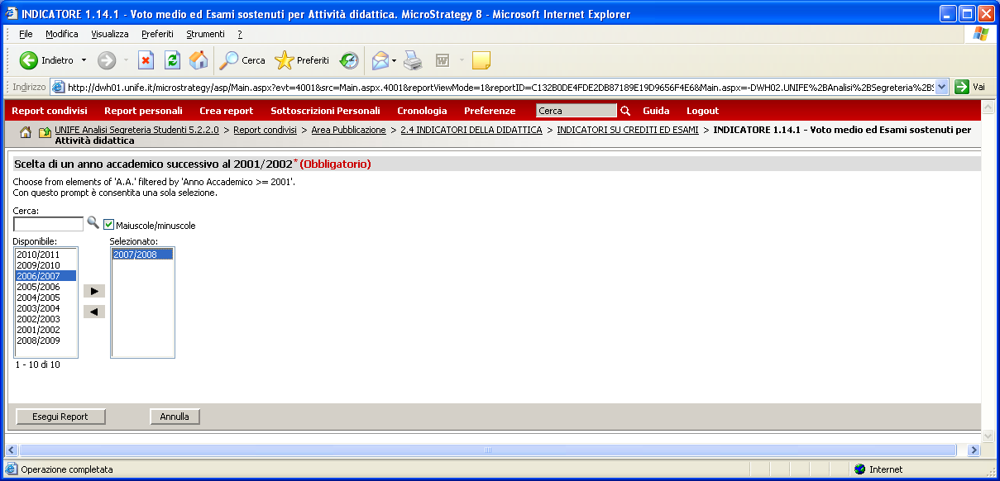 INDICATORE 1.14.1 - Voto medio ed Esami sostenuti per Attività didattica. MicroStrategy 8 - Microsoft Internet Explorer
File Modifica Visualizza Preferiti Strumenti ?
Indietro Cerca Preferiti
Indirizzo http://dwh01.unife.it/microstrategy/asp/Main.aspx?evt=4001&src=Main.aspx.4001&reportViewMode=1&reportID=C132B0DE4FDE2DB87189E19D9656F4E6&Main.aspx=-DWH02.UNIFE%2BAnalisi%2BSegreteria%2B: Vai
Report condivisi Report personali Crea report Sottoscrizioni Personali Cronologia Preferenze Cerca Guida Logout
UNIFE Analisi Segreteria Studenti 5.2.2.0 > Report condivisi > Area Pubblicazione > 2.4 INDICATORI DELLA DIDATTICA > INDICATORI SU CREDITI ED ESAMI > INDICATORE 1.14.1 - Voto medio ed Esami sostenuti per
Attività didattica
Scelta di un anno accademico successivo al 2001/2002* (Obbligatorio)
Choose from elements of 'A.A.' filtered by 'Anno Accademico >= 2001'.
Con questo prompt è consentita una sola selezione.
Cerca:
Maiuscole/minuscole
Disponibile: Selezionato:
2010/2011 2007/2008
2009/2010
2006/2007
2005/2006
2004/2005
2003/2004
2002/2003
2001/2002
2008/2009
1 - 10 di 10
Esegui Report Annulla
Operazione completata Internet